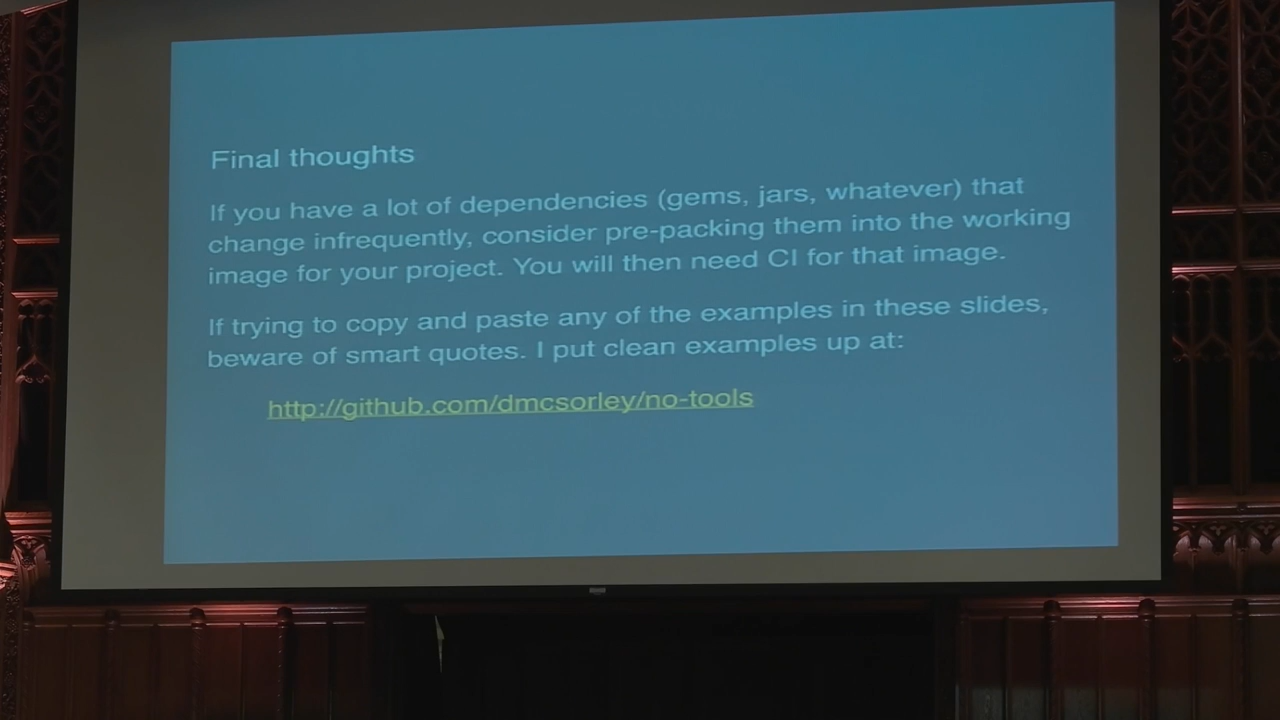 Final thoughts
If you have a lot of dependencies (gems, jars, whatever) that
change infrequently, consider pre-packing them into the working
image for your project. You will then need CI for that image.
If trying to copy and paste any of the examples in these slides,
beware of smart quotes. I put clean examples up at:
http://github.com/dmcsorley/no-tools